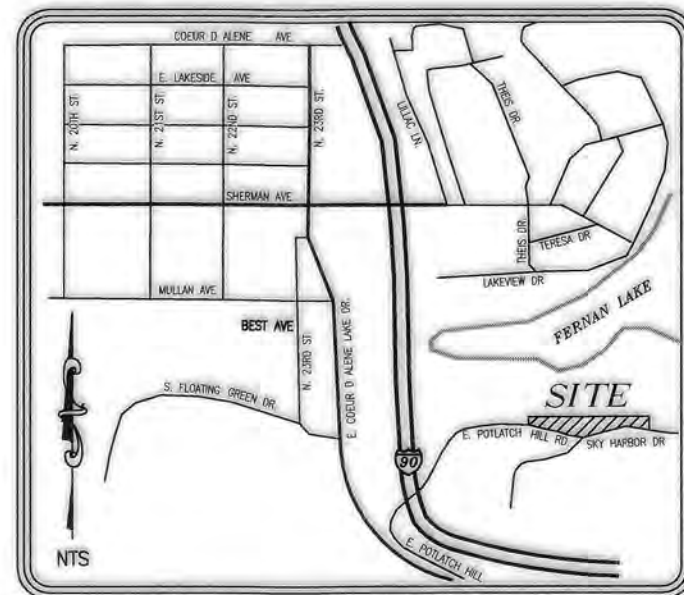 COEUR D ALENE AVE
E. LAKESIDE AVE
N. 20TH ST.
N. 21ST ST.
N. 22ND ST.
N. 23RD ST.
LILLAC LN.
THEIS DR.
SHERMAN AVE
THEIS DR.
TERESA DR
LAKEVIEW DR
MULLAN AVE
FERNAN LAKE
BEST AVE
N. 23RD ST.
E. COEUR D ALENE LAKE DR.
S. FLOATING GREEN DR
SITE
E. POTLATCH HILL RD
SKY HARBOR DR
90
E. POTLATCH HILL
NTS